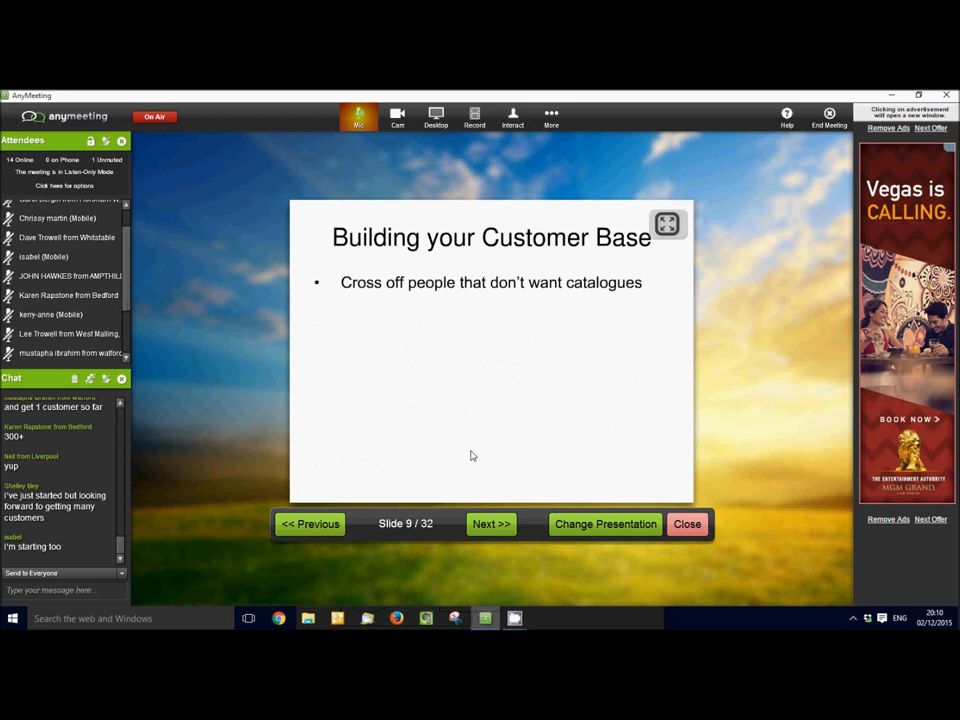 AnyMeeting
anymeeting
On Air
Mic
Cam
Desktop
Record
Interact
More
Help
End Meeting
Clicking on advertisement
will open a new window.
Remove Ads Next Offer
Attendees
14 Online 0 on Phone 1 Unmuted
The meeting is in Listen-Only Mode
Click here for options
Chrissy martin (Mobile)
Dave Trowell from Whitstable
isabel (Mobile)
JOHN HAWKES from AMPTHILL
Karen Rapstone from Bedford
kerry-anne (Mobile)
Lee Trowell from West Malling,
mustapha ibrahim from watford
Chat
and get 1 customer so far
Karen Rapstone from Bedford
300+
Neil from Liverpool
yup
Shelley tiley
I've just started but looking
forward to getting many
customers
isabel
I'm starting too
Send to Everyone
Type your message here...
Building your Customer Base
• Cross off people that don't want catalogues
<< Previous
Slide 9 / 32
Next >>
Change Presentation
Close
Vegas is
CALLING.
BOOK NOW >
THE ENTERTAINMENT AUTHORITY
MGM GRAND
Remove Ads Next Offer
Search the web and Windows
ENG
20:10
02/12/2015